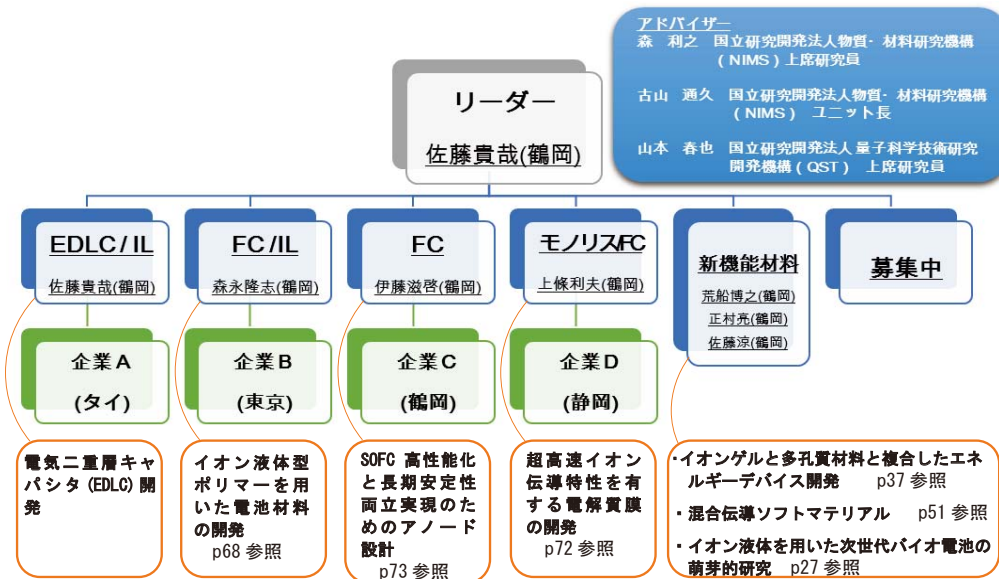 アドバイザー
森 利之 国立研究開発法人物質・材料研究機構
(NIMS)上席研究員
古山 通久 国立研究開発法人物質・材料研究機構
(NIMS) ユニット長
山本 春也 国立研究開発法人量子科学技術研究
開発機構(QST) 上席研究員
リーダー
佐藤貴哉(鶴岡)
EDLC/IL
佐藤貴哉(鶴岡)
FC/IL
森永隆志(鶴岡)
FC
伊藤滋啓(鶴岡)
モノリスFC
上條利夫(鶴岡)
新機能材料
荒船博之(鶴岡)
正村亮(鶴岡)
佐藤涼(鶴岡)
募集中
企業A
(タイ)
企業B
(東京)
企業C
(鶴岡)
企業D
(静岡)
電気二重層キャ
パシタ(EDLC)開
発
イオン液体型
ポリマーを用
いた電池材料
の開発
p68 参照
SOFC 高性能化
と長期安定性
両立実現のた
めのアノード
設計
p73 参照
超高速イオン
伝導特性を有
する電解質膜
の開発
p72 参照
・イオンゲルと多孔質材料と複合したエネ
ルギーデバイス開発 p37 参照
・混合伝導ソフトマテリアル p51 参照
・イオン液体を用いた次世代バイオ電池の
萌芽的研究 p27 参照